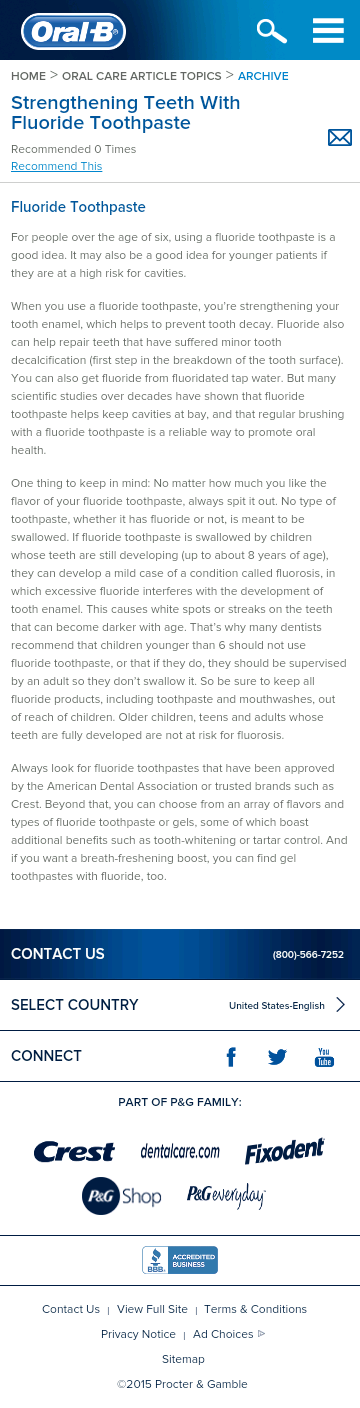 Oral-B®
HOME > ORAL CARE ARTICLE TOPICS > ARCHIVE
Strengthening Teeth With
Fluoride Toothpaste
Recommended 0 Times
Recommend This
Fluoride Toothpaste
For people over the age of six, using a fluoride toothpaste is a
good idea. It may also be a good idea for younger patients if
they are at a high risk for cavities.
When you use a fluoride toothpaste, you're strengthening your
tooth enamel, which helps to prevent tooth decay. Fluoride also
can help repair teeth that have suffered minor tooth
decalcification (first step in the breakdown of the tooth surface).
You can also get fluoride from fluoridated tap water. But many
scientific studies over decades have shown that fluoride
toothpaste helps keep cavities at bay, and that regular brushing
with a fluoride toothpaste is a reliable way to promote oral
health.
One thing to keep in mind: No matter how much you like the
flavor of your fluoride toothpaste, always spit it out. No type of
toothpaste, whether it has fluoride or not, is meant to be
swallowed. If fluoride toothpaste is swallowed by children
whose teeth are still developing (up to about 8 years of age),
they can develop a mild case of a condition called fluorosis, in
which excessive fluoride interferes with the development of
tooth enamel. This causes white spots or streaks on the teeth
that can become darker with age. That's why many dentists
recommend that children younger than 6 should not use
fluoride toothpaste, or that if they do, they should be supervised
by an adult so they don't swallow it. So be sure to keep all
fluoride products, including toothpaste and mouthwashes, out
of reach of children. Older children, teens and adults whose
teeth are fully developed are not at risk for fluorosis.
Always look for fluoride toothpastes that have been approved
by the American Dental Association or trusted brands such as
Crest. Beyond that, you can choose from an array of flavors and
types of fluoride toothpaste or gels, some of which boast
additional benefits such as tooth-whitening or tartar control. And
if you want a breath-freshening boost, you can find gel
toothpastes with fluoride, too.
CONTACT US (800)-566-7252
SELECT COUNTRY United States-English
CONNECT f You Tube
PART OF P&G FAMILY:
Crest dentalcare.com Fixodent
P&G Shop P&G everyday
BBB. ACCREDITED BUSINESS
Contact Us | View Full Site | Terms & Conditions
Privacy Notice | Ad Choices
Sitemap
©2015 Procter & Gamble